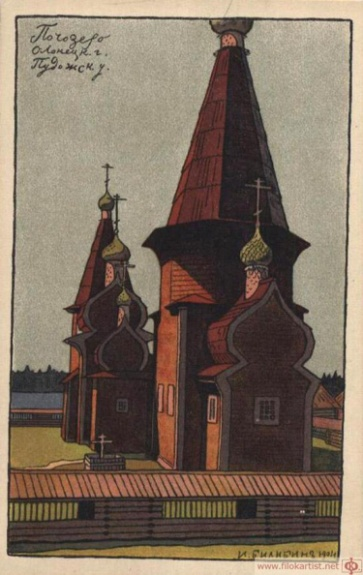 Почозеро
Олонецк. г.
Пудожск. у.
И. Билибинъ
www.filokartist.net